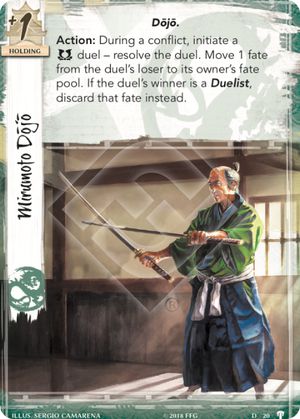 +1
HOLDING
Mirumoto Dōjō
Dōjō.
Action: During a conflict, initiate a
duel – resolve the duel. Move 1 fate
from the duel's loser to its owner's fate
pool. If the duel's winner is a Duelist,
discard that fate instead.
ILLUS. SERGIO CAMARENA
©2018 FFG
D 20